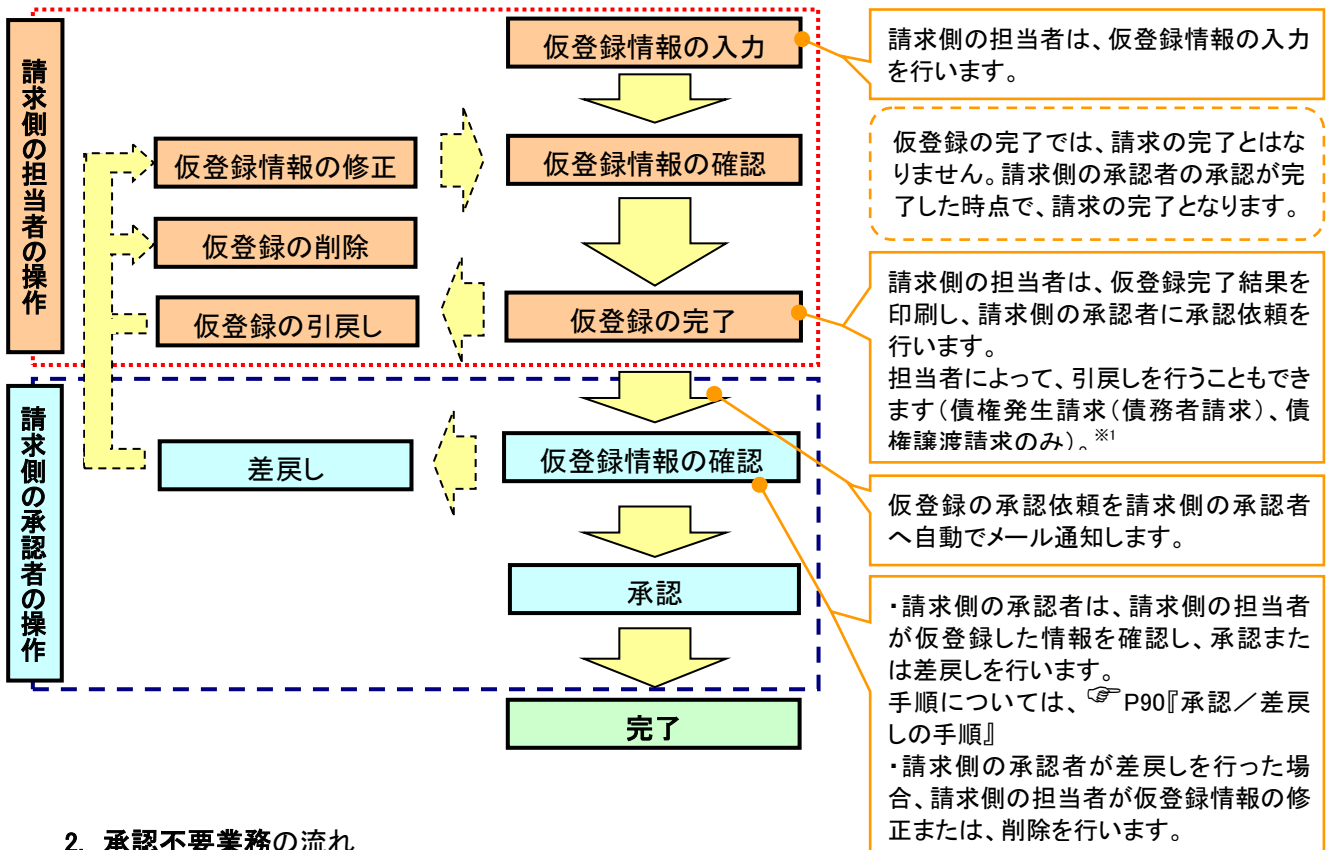 請求側の担当者の操作
仮登録情報の入力
仮登録情報の修正
仮登録情報の確認
仮登録の削除
仮登録の引戻し
仮登録の完了
請求側の承認者の操作
差戻し
仮登録情報の確認
承認
完了
請求側の担当者は、仮登録情報の入力
を行います。
仮登録の完了では、請求の完了とはな
りません。請求側の承認者の承認が完
了した時点で、請求の完了となります。
請求側の担当者は、仮登録完了結果を
印刷し、請求側の承認者に承認依頼を
行います。
担当者によって、引戻しを行うこともでき
ます(債権発生請求(債務者請求)、債
権譲渡請求のみ)。※1
仮登録の承認依頼を請求側の承認者
へ自動でメール通知します。
・請求側の承認者は、請求側の担当者
が仮登録した情報を確認し、承認また
は差戻しを行います。
手順については、☞P90『承認／差戻
しの手順』
・請求側の承認者が差戻しを行った場
合、請求側の担当者が仮登録情報の修
正または、削除を行います。
2. 承認不要業務の流れ